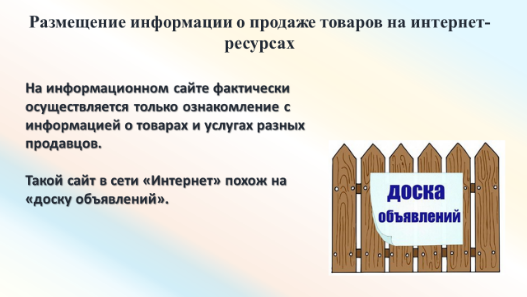 Размещение информации о продаже товаров на интернет-
ресурсах
На информационном сайте фактически
осуществляется только ознакомление с
информацией о товарах и услугах разных
продавцов.
Такой сайт в сети «Интернет» похож на
«доску объявлений».
доска
объявлений